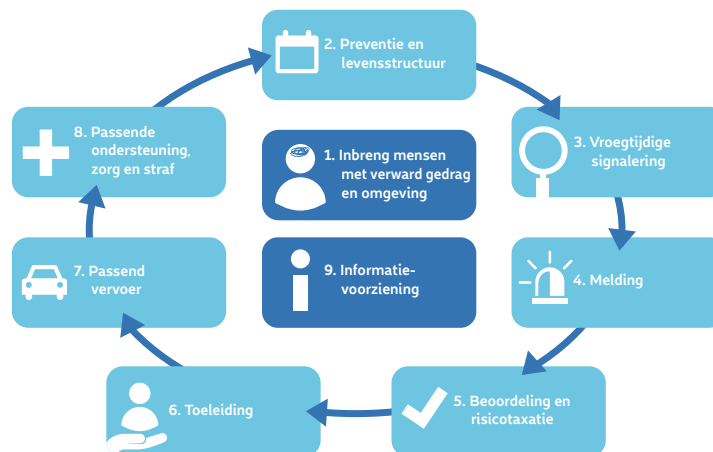 2. Preventie en
levensstructuur
8. Passende
ondersteuning,
zorg en straf
1. Inbreng mensen
met verward gedrag
en omgeving
3. Vroegtijdige
signalering
7. Passend
vervoer
9. Informatie-
voorziening
4. Melding
6. Toeleiding
5. Beoordeling en
risicotaxatie